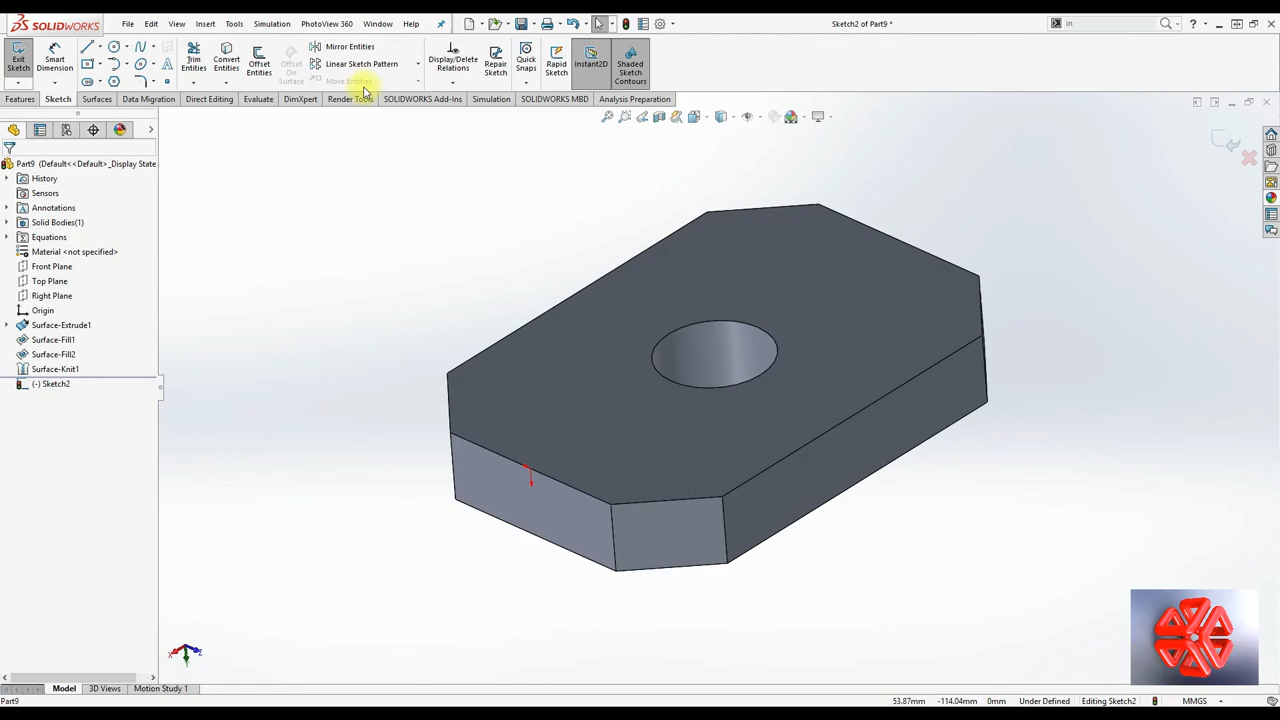 SOLIDWORKS File Edit View Insert Tools Simulation PhotoView 360 Window Help Sketch2 of Part9 * in
Exit Sketch
Smart Dimension
Trim Entities
Convert Entities
Offset Entities
Offset On Surface
Mirror Entities
Linear Sketch Pattern
Move Entities
Display/Delete Relations
Repair Sketch
Quick Snaps
Rapid Sketch
Instant2D
Shaded Sketch Contours
Features Sketch Surfaces Data Migration Direct Editing Evaluate DimXpert Render Tools SOLIDWORKS Add-Ins Simulation SOLIDWORKS MBD Analysis Preparation
Part9 (Default<<Default>_Display State
History
Sensors
Annotations
Solid Bodies(1)
Equations
Material <not specified>
Front Plane
Top Plane
Right Plane
Origin
Surface-Extrude1
Surface-Fill1
Surface-Fill2
Surface-Knit1
(-) Sketch2
X Y Z
Model 3D Views Motion Study 1
Part9 53.87mm -114.04mm 0mm Under Defined Editing Sketch2 MMGS